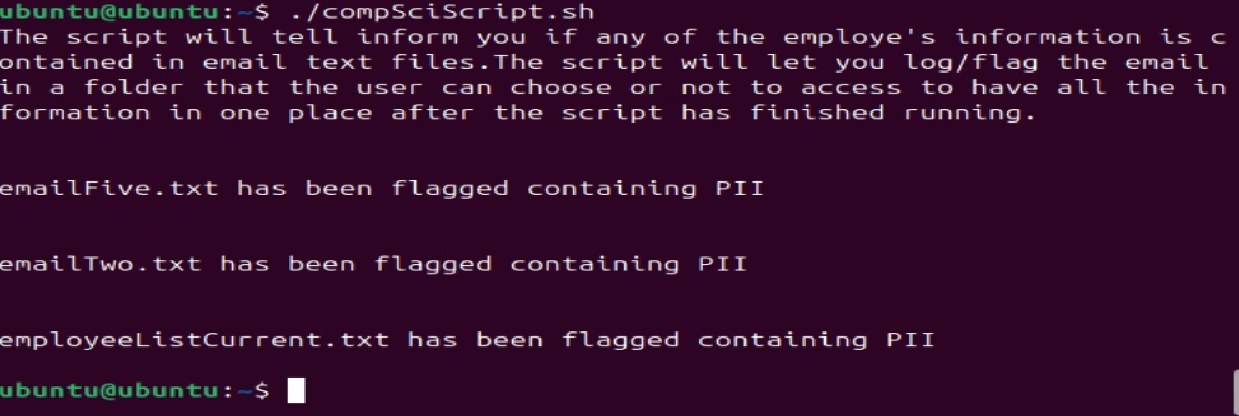 ubuntu@ubuntu:~$ ./compSciScript.sh
The script will tell inform you if any of the employe's information is c
ontained in email text files.The script will let you log/flag the email
in a folder that the user can choose or not to access to have all the in
formation in one place after the script has finished running.
emailFive.txt has been flagged containing PII
emailTwo.txt has been flagged containing PII
employeeListCurrent.txt has been flagged containing PII
ubuntu@ubuntu:~$